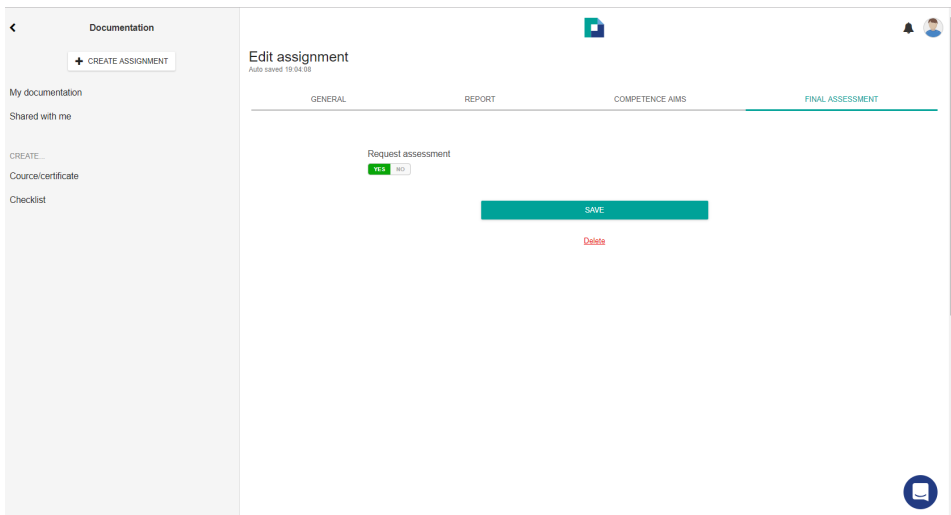 Documentation
+ CREATE ASSIGNMENT
My documentation
Shared with me
CREATE...
Cource/certificate
Checklist
Edit assignment
Auto saved 19:04:08
GENERAL REPORT COMPETENCE AIMS FINAL ASSESSMENT
Request assessment
YES NO
SAVE
Delete